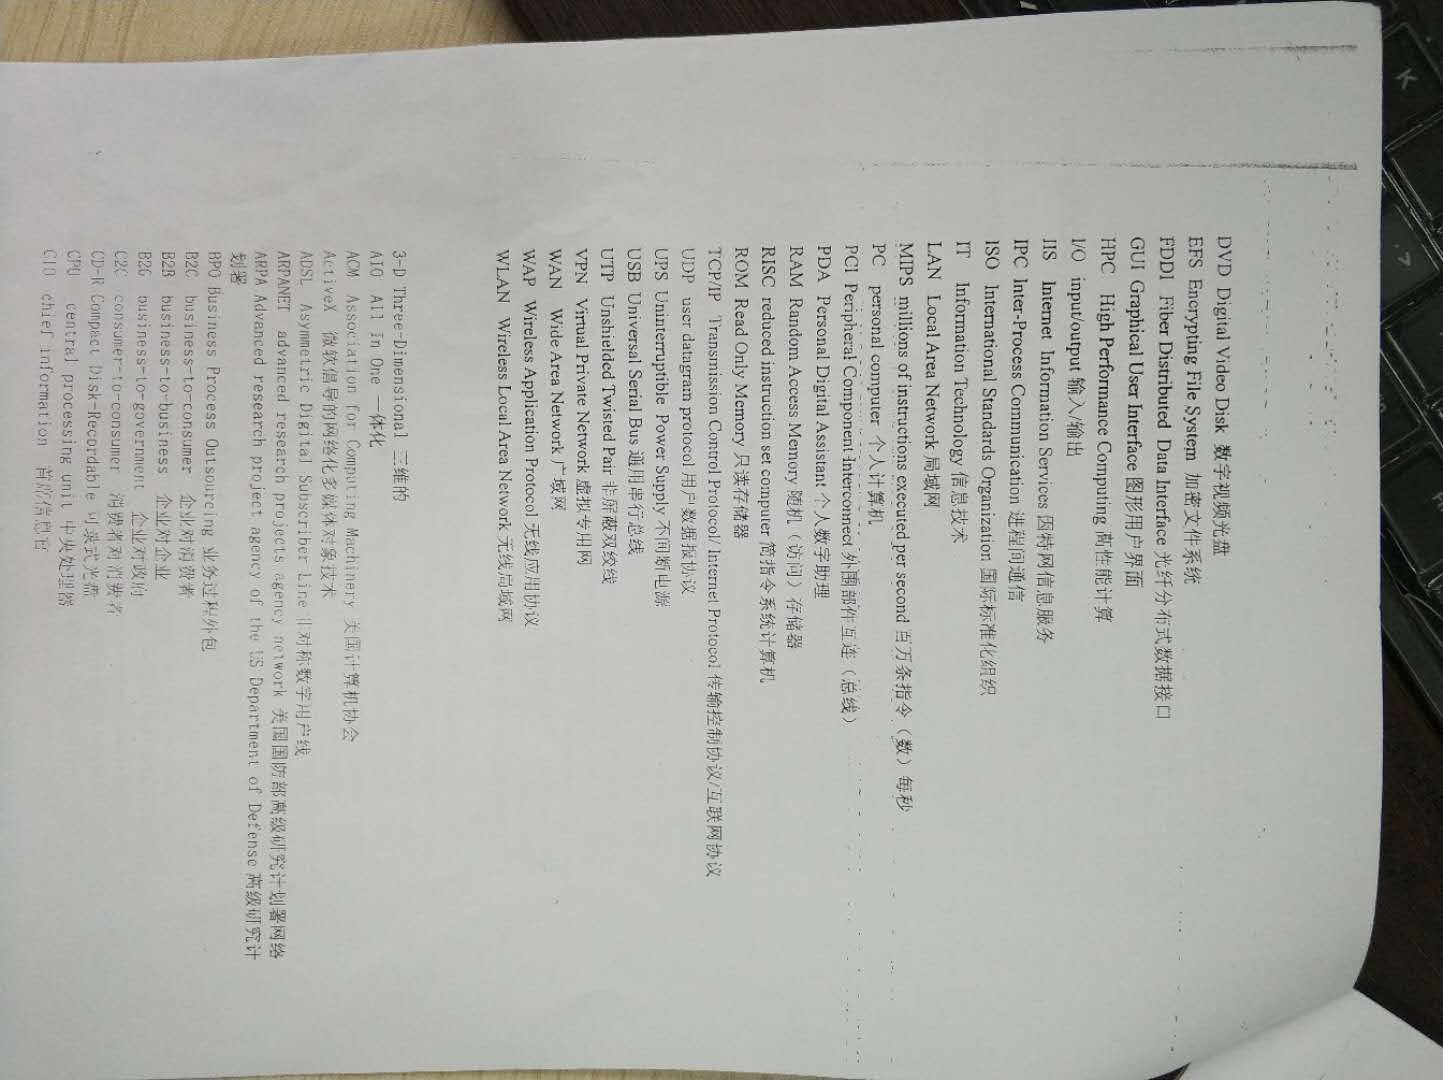 DVD Digital Video Disk 数字视频光盘
EFS Encrypting File System 加密文件系统
FDDI Fiber Distributed Data Interface 光纤分布式数据接口
GUI Graphical User Interface 图形用户界面
HPC High Performance Computing 高性能计算
I/O input/output 输入/输出
IIS Internet Information Services 因特网信息服务
IPC Inter-Process Communication 进程间通信
ISO International Standards Organization 国际标准化组织
IT Information Technology 信息技术
LAN Local Area Network 局域网
MIPS millions of instructions executed per second 百万条指令（数）每秒
PC personal computer 个人计算机
PCI Peripheral Component Interconnect 外围部件互连（总线）
PDA Personal Digital Assistant 个人数字助理
RAM Random Access Memory 随机（访问）存储器
RISC reduced instruction set computer 简指令系统计算机
ROM Read Only Memory 只读存储器
TCP/IP Transmission Control Protocol/ Internet Protocol 传输控制协议/互联网协议
UDP user datagram protocol 用户数据报协议
UPS Uninterruptible Power Supply 不间断电源
USB Universal Serial Bus 通用串行总线
UTP Unshielded Twisted Pair 非屏蔽双绞线
VPN Virtual Private Network 虚拟专用网
WAN Wide Area Network 广域网
WAP Wireless Application Protocol 无线应用协议
WLAN Wireless Local Area Network 无线局域网
3-D Three-Dimensional 三维的
AIO All In One 一体化
ACM Association for Computing Machinery 美国计算机协会
ActiveX 微软倡导的网络化多媒体对象技术
ADSL Asymmetric Digital Subscriber Line 非对称数字用户线
ARPANET advanced research projects agency network 美国国防部高级研究计划署网络
ARPA Advanced research project agency of the US Department of Defense 高级研究计
划署
BPO Business Process Outsourcing 业务过程外包
B2C business-to-consumer 企业对消费者
B2B business-to-business 企业对企业
B2G business-to-government 企业对政府
C2C consumer-to-consumer 消费者对消费者
CD-R Compact Disk-Recordable 可录式光盘
CPU central processing unit 中央处理器
CIO chief information 首席信息官